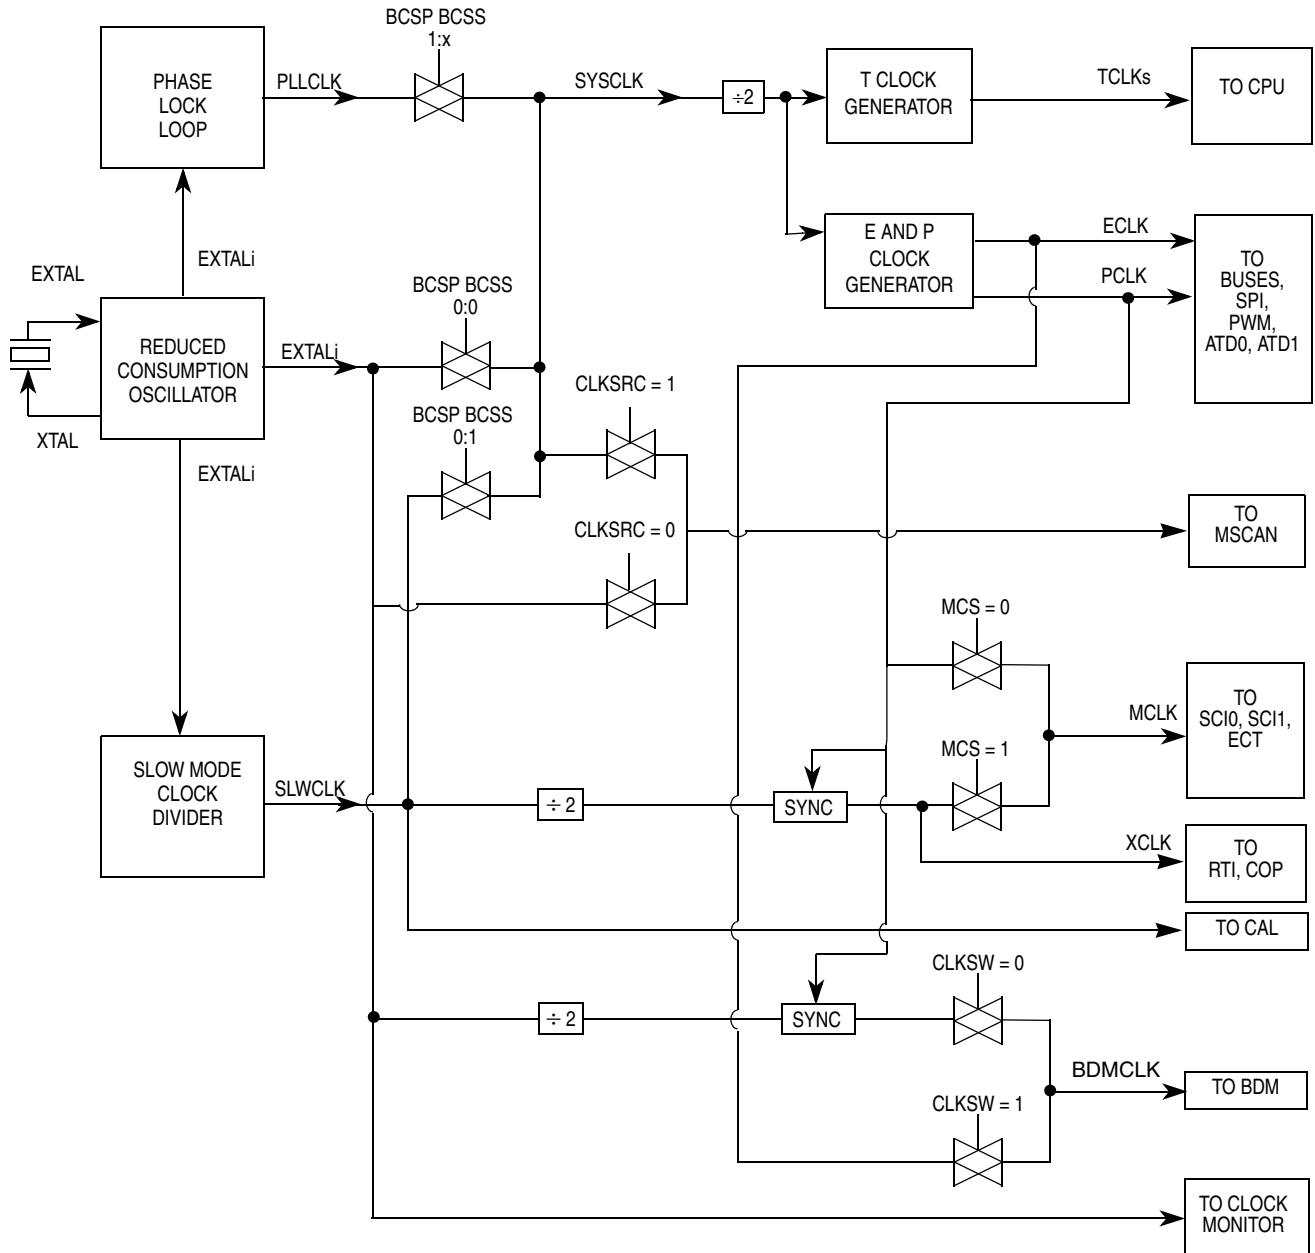 BCSP BCSS
1:x
PHASE
LOCK
LOOP
PLLCLK
SYSCLK
÷2
T CLOCK
GENERATOR
TCLKs
TO CPU
EXTALi
E AND P
CLOCK
GENERATOR
ECLK
PCLK
TO
BUSES,
SPI,
PWM,
ATD0, ATD1
EXTAL
REDUCED
CONSUMPTION
OSCILLATOR
XTAL
EXTALi
BCSP BCSS
0:0
EXTALi
BCSP BCSS
0:1
CLKSRC = 1
CLKSRC = 0
TO
MSCAN
MCS = 0
MCS = 1
MCLK
TO
SCI0, SCI1,
ECT
SLOW MODE
CLOCK
DIVIDER
SLWCLK
÷ 2
SYNC
XCLK
TO
RTI, COP
TO CAL
÷ 2
SYNC
CLKSW = 0
CLKSW = 1
BDMCLK
TO BDM
TO CLOCK
MONITOR